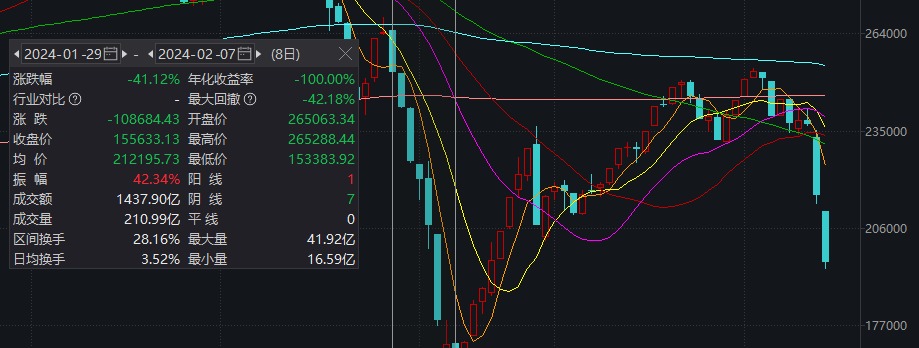 2024-01-29 - 2024-02-07 (8日)
涨跌幅 -41.12% 年化收益率 -100.00%
行业对比 - 最大回撤 -42.18%
涨 跌 -108684.43 开盘价 265063.34
收盘价 155633.13 最高价 265288.44
均 价 212195.73 最低价 153383.92
振 幅 42.34% 阳 线 1
成交额 1437.90亿 阴 线 7
成交量 210.99亿 平 线 0
区间换手 28.16% 最大量 41.92亿
日均换手 3.52% 最小量 16.59亿
264000
235000
206000
177000